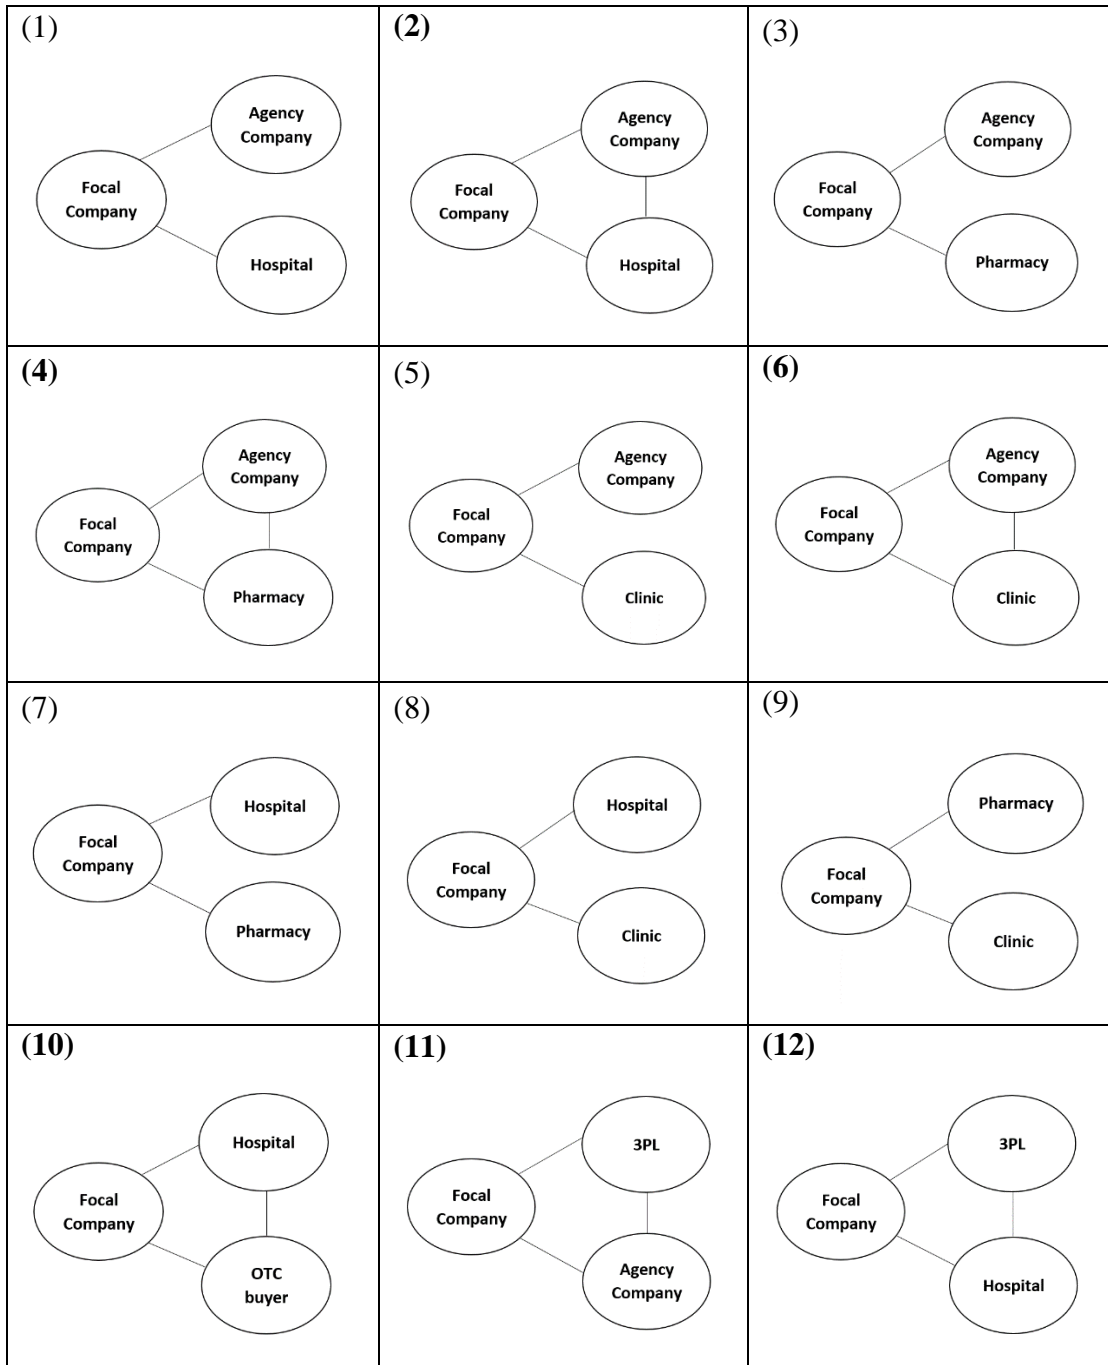 (1)
Agency
Company
Focal
Company
Hospital
(2)
Agency
Company
Focal
Company
Hospital
(3)
Agency
Company
Focal
Company
Pharmacy
(4)
Agency
Company
Focal
Company
Pharmacy
(5)
Agency
Company
Focal
Company
Clinic
(6)
Agency
Company
Focal
Company
Clinic
(7)
Hospital
Focal
Company
Pharmacy
(8)
Hospital
Focal
Company
Clinic
(9)
Pharmacy
Focal
Company
Clinic
(10)
Hospital
Focal
Company
OTC
buyer
(11)
3PL
Focal
Company
Agency
Company
(12)
3PL
Focal
Company
Hospital